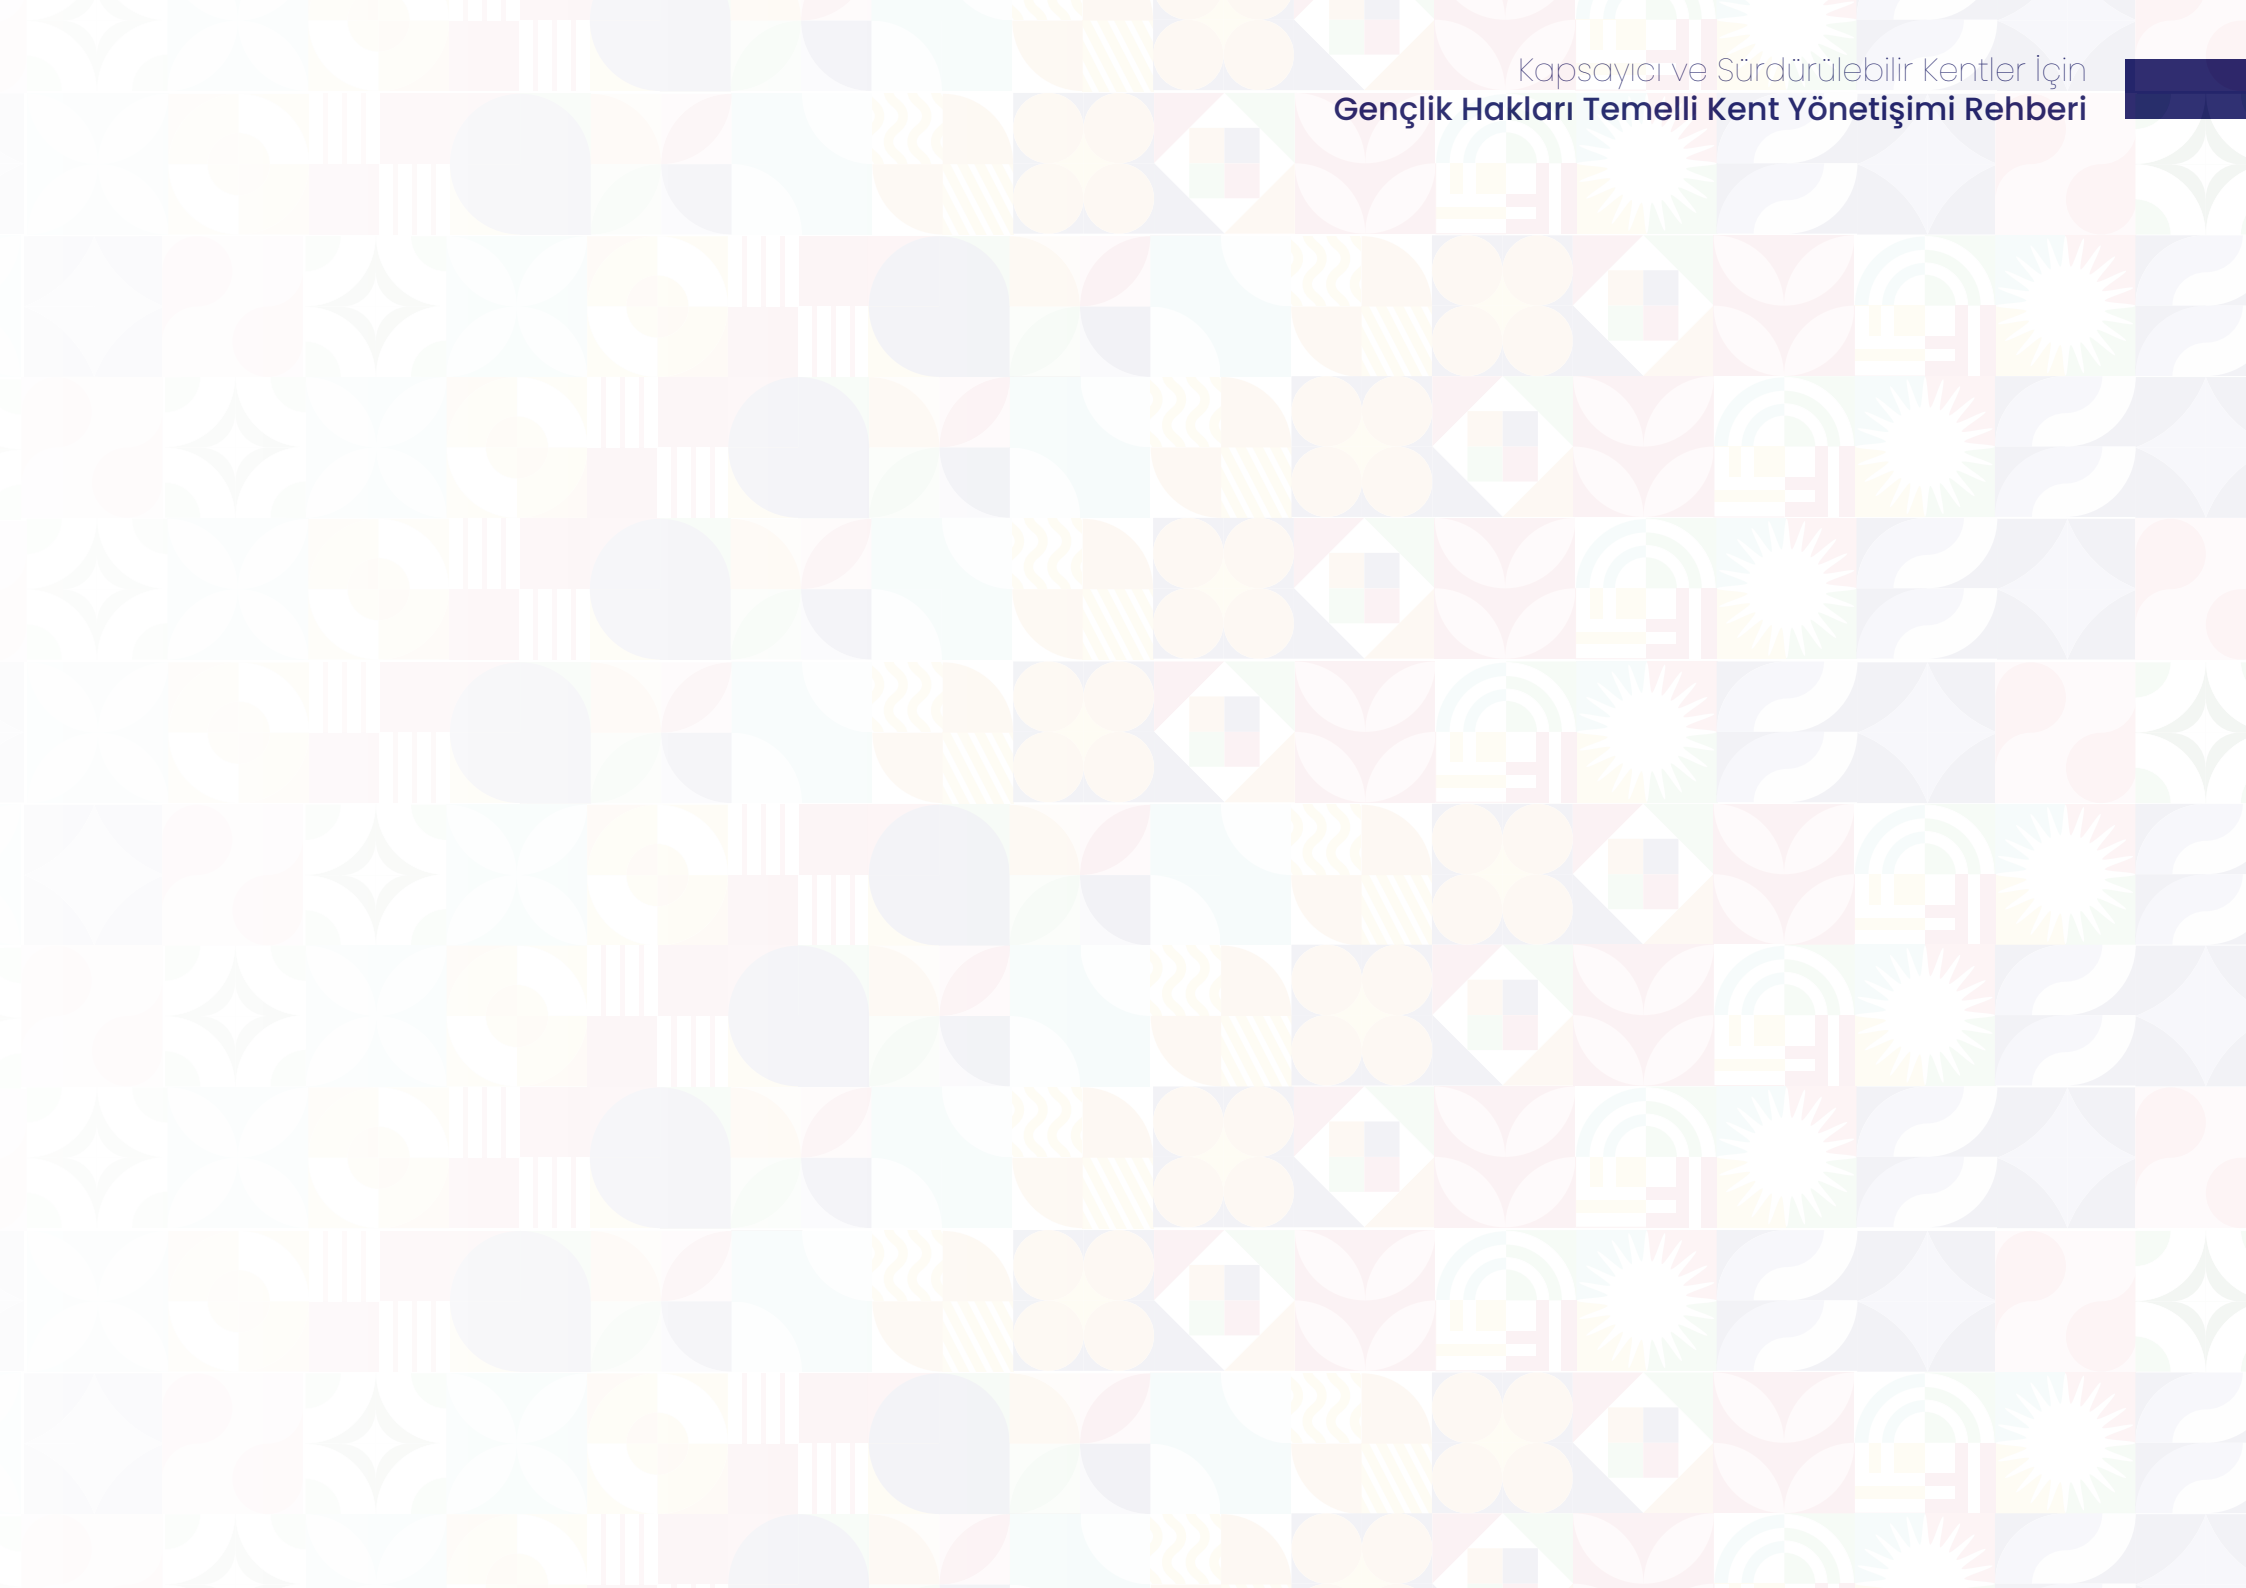 Kapsayıcı ve Sürdürülebilir Kentler İçin
Gençlik Hakları Temelli Kent Yönetişimi Rehberi